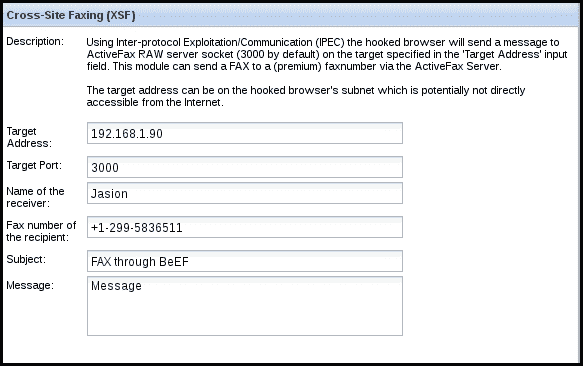 Cross-Site Faxing (XSF)
Description:
Using Inter-protocol Exploitation/Communication (IPEC) the hooked browser will send a message to
ActiveFax RAW server socket (3000 by default) on the target specified in the 'Target Address' input
field. This module can send a FAX to a (premium) faxnumber via the ActiveFax Server.
The target address can be on the hooked browser's subnet which is potentially not directly
accessible from the Internet.
Target
Address:
192.168.1.90
Target Port:
3000
Name of the
receiver:
Jasion
Fax number of
the recipient:
+1-299-5836511
Subject:
FAX through BeEF
Message:
Message